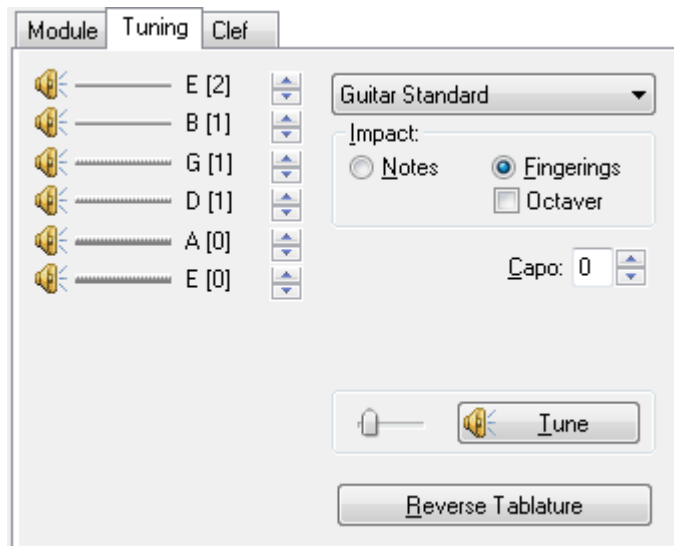 Module Tuning Clef
E [2]
B [1]
G [1]
D [1]
A [0]
E [0]
Guitar Standard
Impact:
Notes Fingerings
Octaver
Capo: 0
Tune
Reverse Tablature